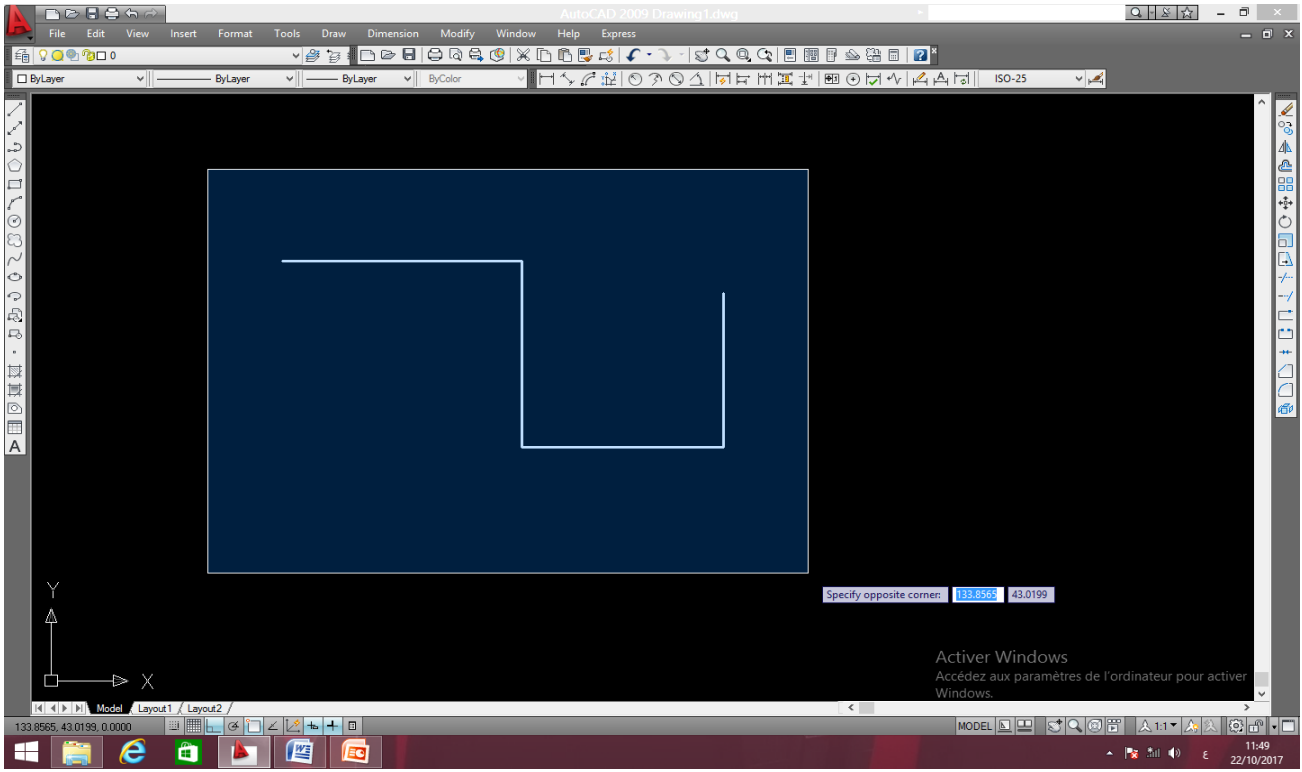 AutoCAD 2009 Drawing1.dwg
File Edit View Insert Format Tools Draw Dimension Modify Window Help Express
0
ByLayer ByLayer ByLayer ByColor ISO-25
A
Specify opposite corner: 133.8565 43.0199
Y
X
Activer Windows
Accédez aux paramètres de l'ordinateur pour activer
Windows.
Model Layout1 Layout2
133.8565, 43.0199, 0.0000 MODEL 1:1
ع 11:49
22/10/2017